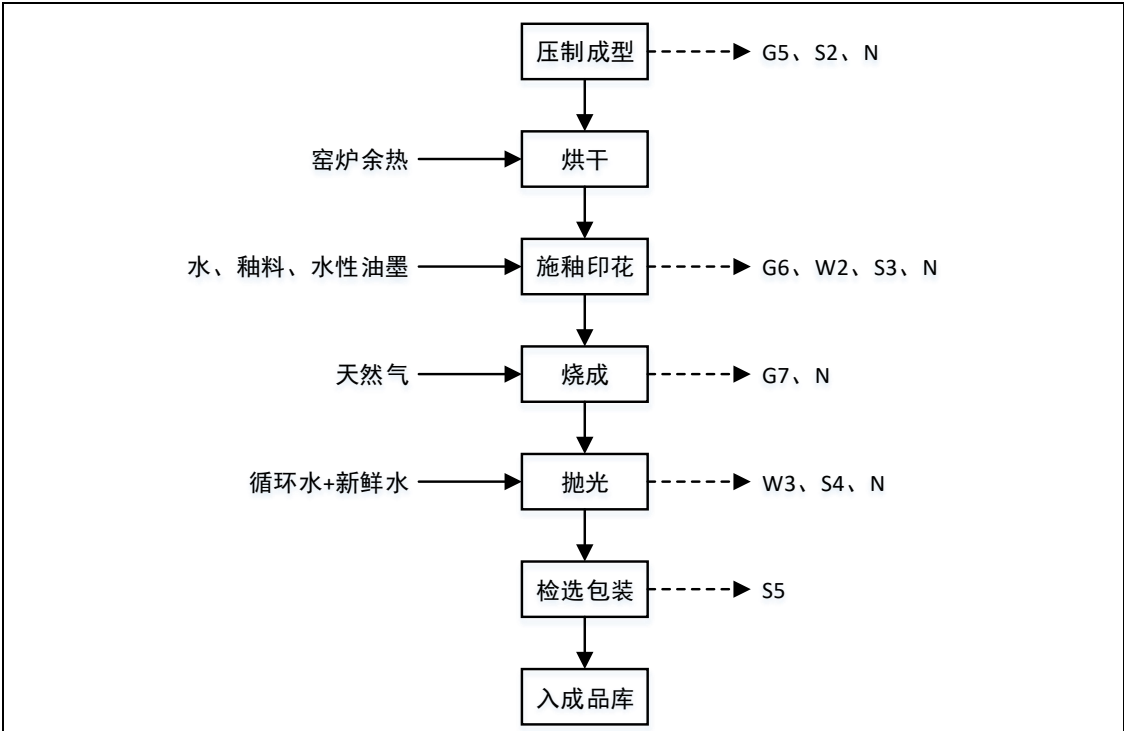 压制成型
G5、S2、N
窑炉余热
烘干
水、釉料、水性油墨
施釉印花
G6、W2、S3、N
天然气
烧成
G7、N
循环水+新鲜水
抛光
W3、S4、N
检选包装
S5
入成品库